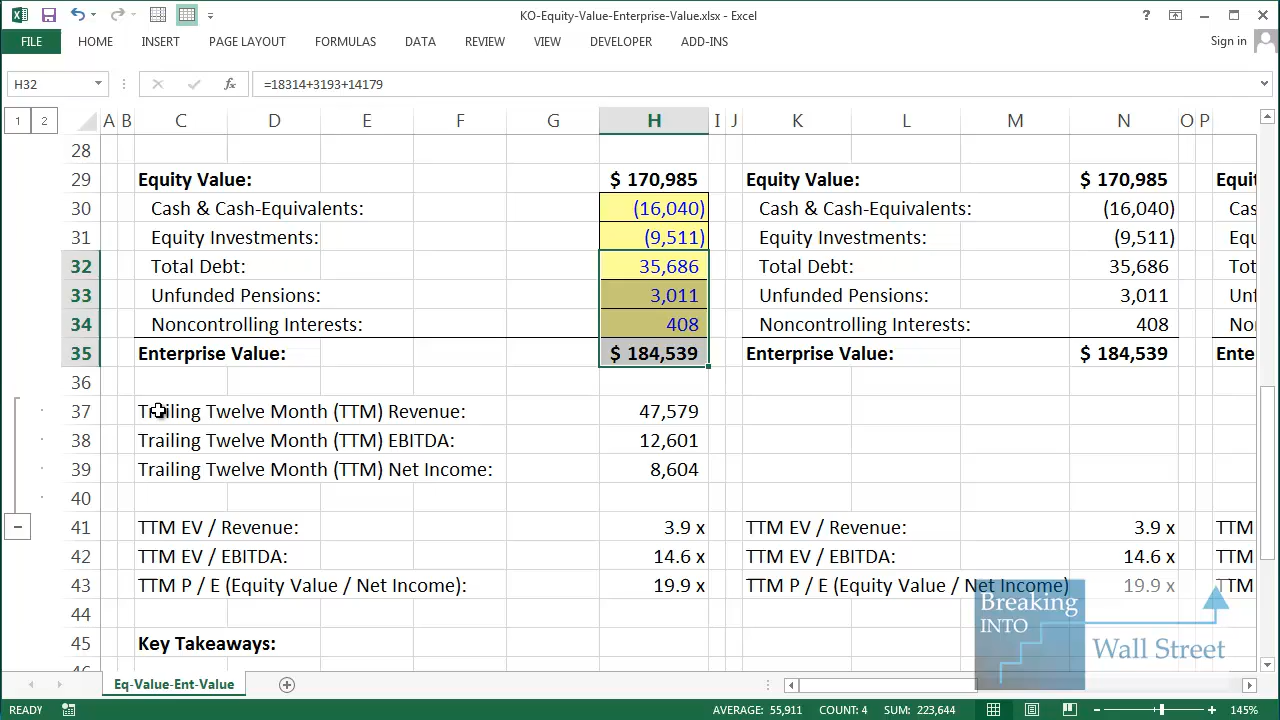 KO-Equity-Value-Enterprise-Value.xlsx - Excel
?
FILE HOME INSERT PAGE LAYOUT FORMULAS DATA REVIEW VIEW DEVELOPER ADD-INS Sign in
H32 fx =18314+3193+14179
1 2 A B C D E F G H I J K L M N O P
28
29 Equity Value: $ 170,985 Equity Value: $ 170,985 Equit
30 Cash & Cash-Equivalents: (16,040) Cash & Cash-Equivalents: (16,040) Cas
31 Equity Investments: (9,511) Equity Investments: (9,511) Equ
32 Total Debt: 35,686 Total Debt: 35,686 Tot
33 Unfunded Pensions: 3,011 Unfunded Pensions: 3,011 Unf
34 Noncontrolling Interests: 408 Noncontrolling Interests: 408 Nor
35 Enterprise Value: $ 184,539 Enterprise Value: $ 184,539 Ente
36
37 Trailing Twelve Month (TTM) Revenue: 47,579
38 Trailing Twelve Month (TTM) EBITDA: 12,601
39 Trailing Twelve Month (TTM) Net Income: 8,604
40
41 TTM EV / Revenue: 3.9 x TTM EV / Revenue: 3.9 x TTM
42 TTM EV / EBITDA: 14.6 x TTM EV / EBITDA: 14.6 x TTM
43 TTM P / E (Equity Value / Net Income): 19.9 x TTM P / E (Equity Value / Net Income) 19.9 x TTM
44
45 Key Takeaways:
Breaking
INTO
Wall Street
Eq-Value-Ent-Value
READY AVERAGE: 55,911 COUNT: 4 SUM: 223,644 145%